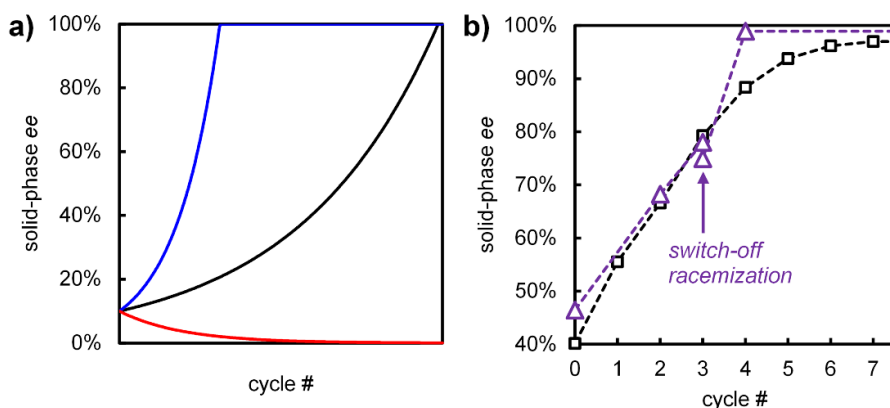 a)
100%
80%
60%
40%
20%
0%
solid-phase ee
cycle #
b)
100%
90%
80%
70%
60%
50%
40%
solid-phase ee
switch-off
racemization
0 1 2 3 4 5 6 7
cycle #